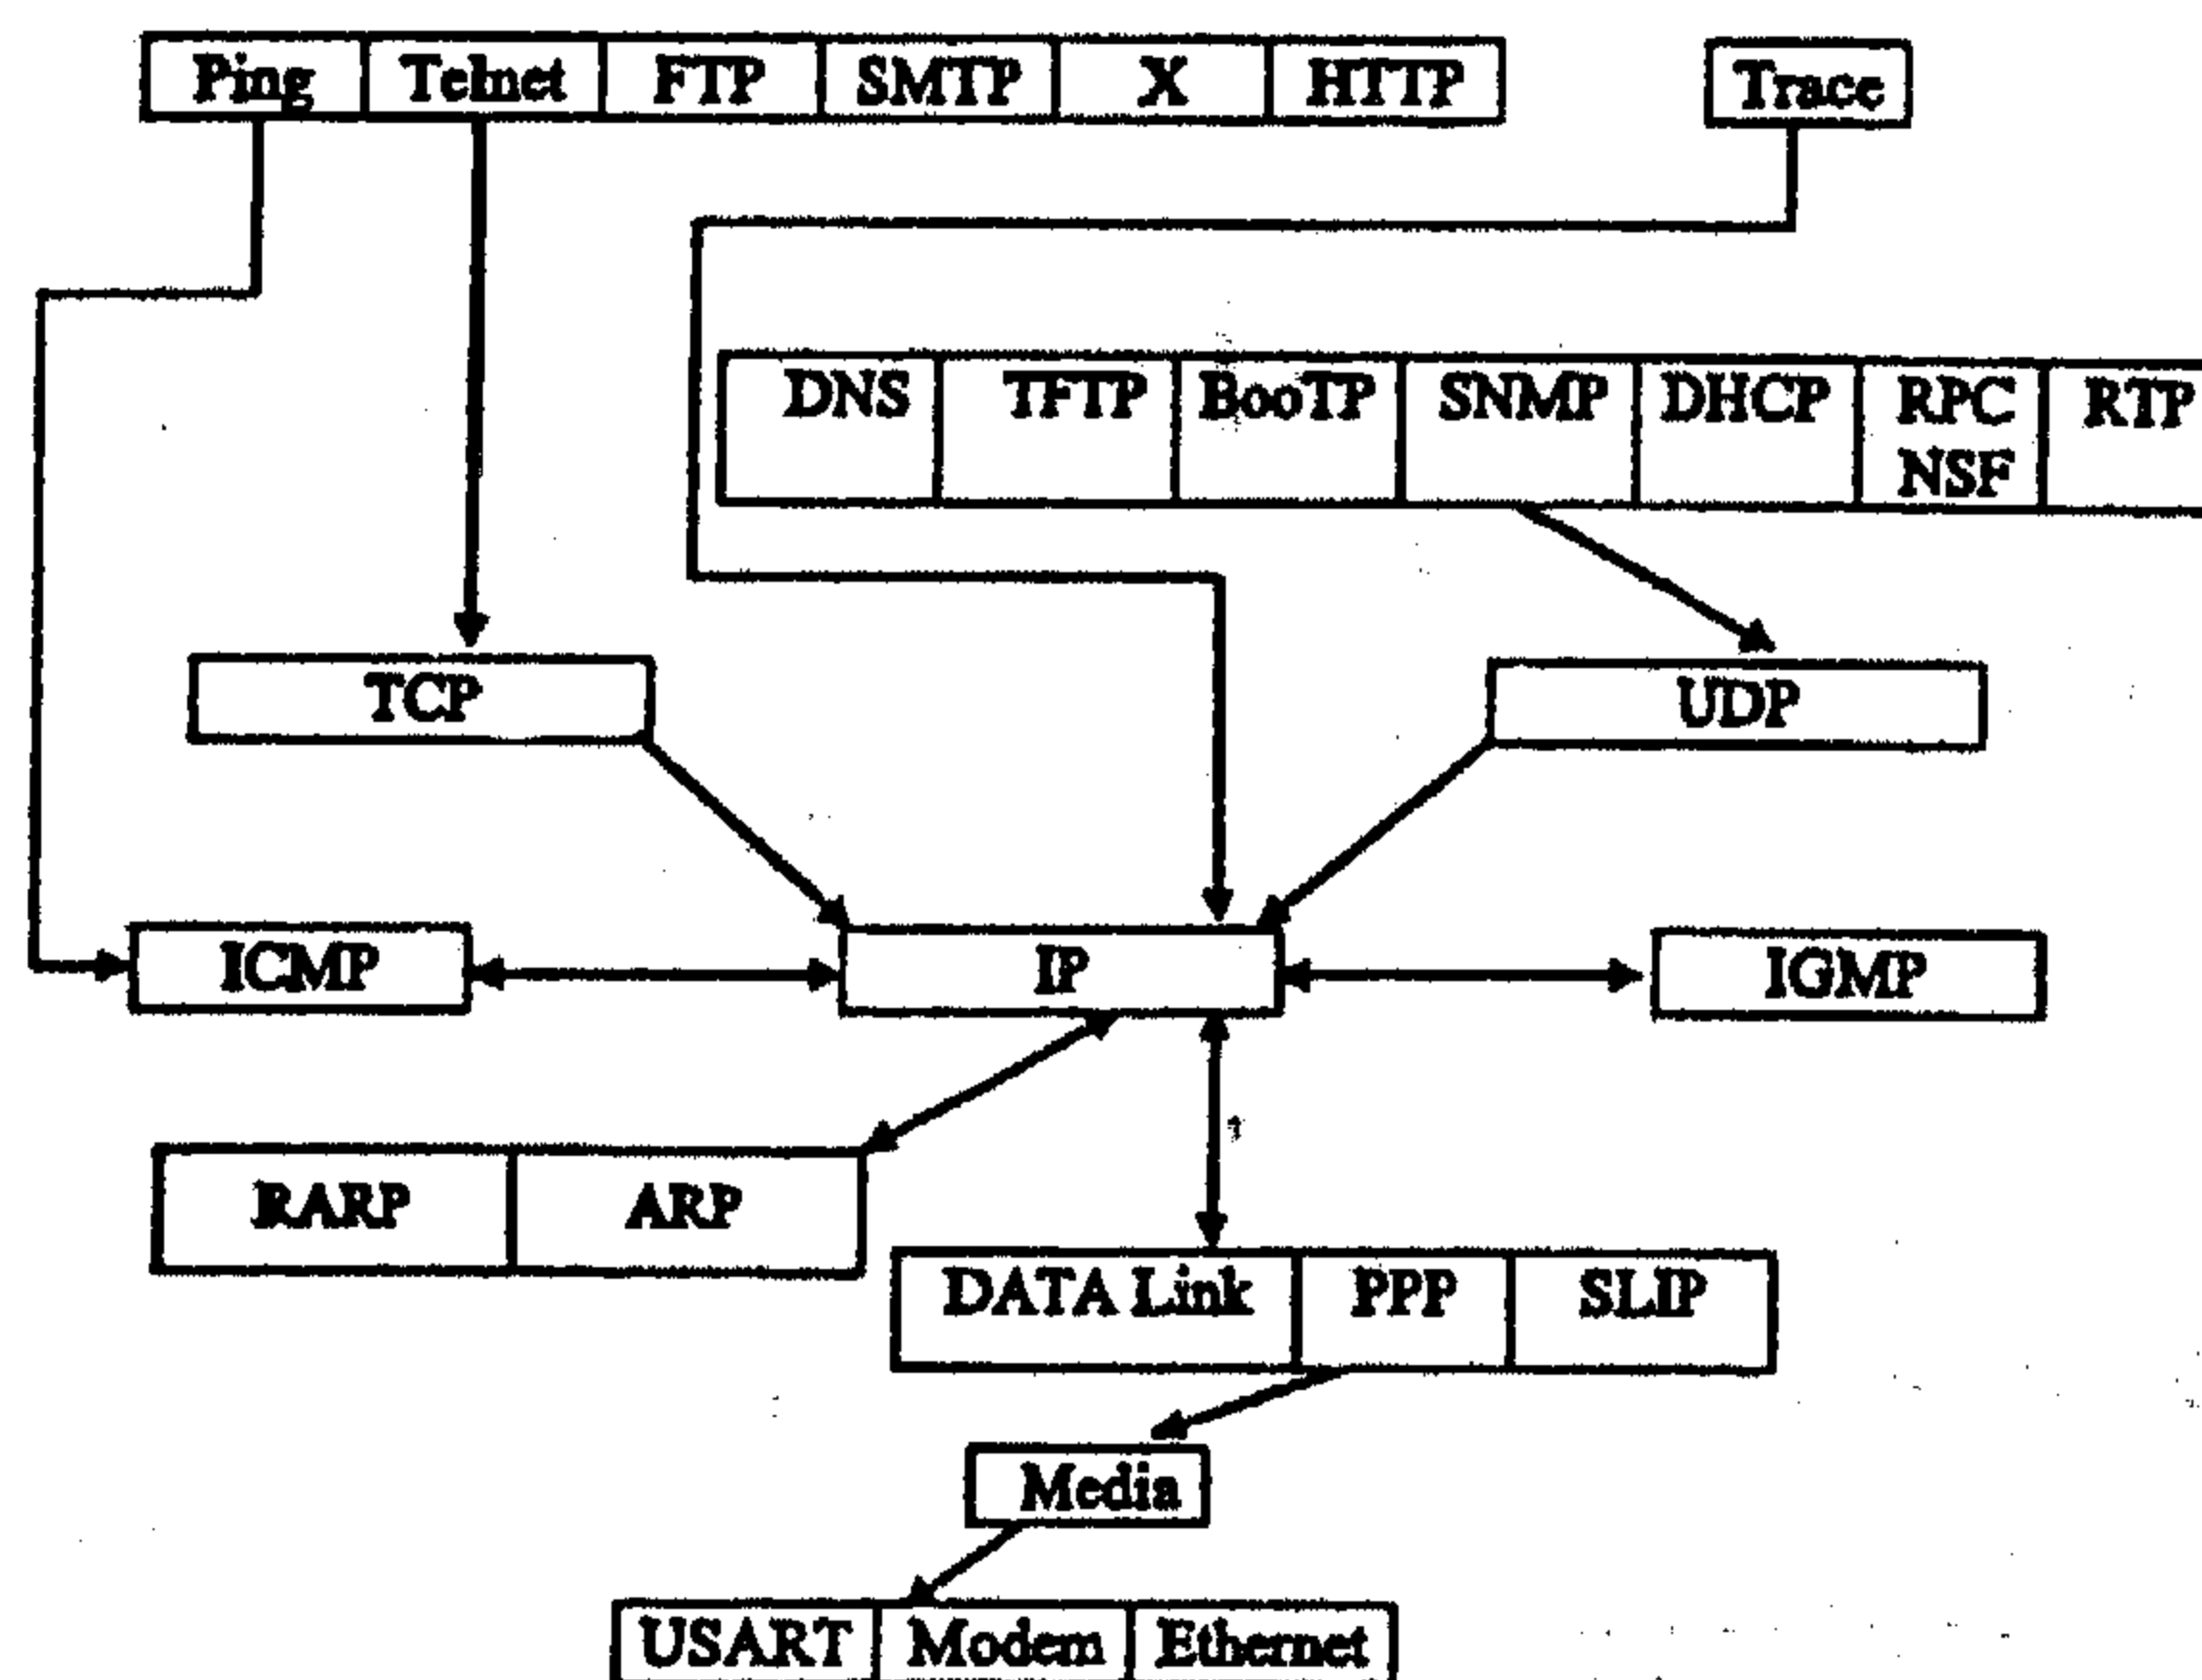 Ping Telnet FTP SMTP X HTTP Trace
DNS TFTP BooTP SNMP DHCP RPC RTP
NSF
TCP UDP
ICMP IP IGMP
RARP ARP
DATA Link PPP SLIP
Media
USART Modem Ethernet